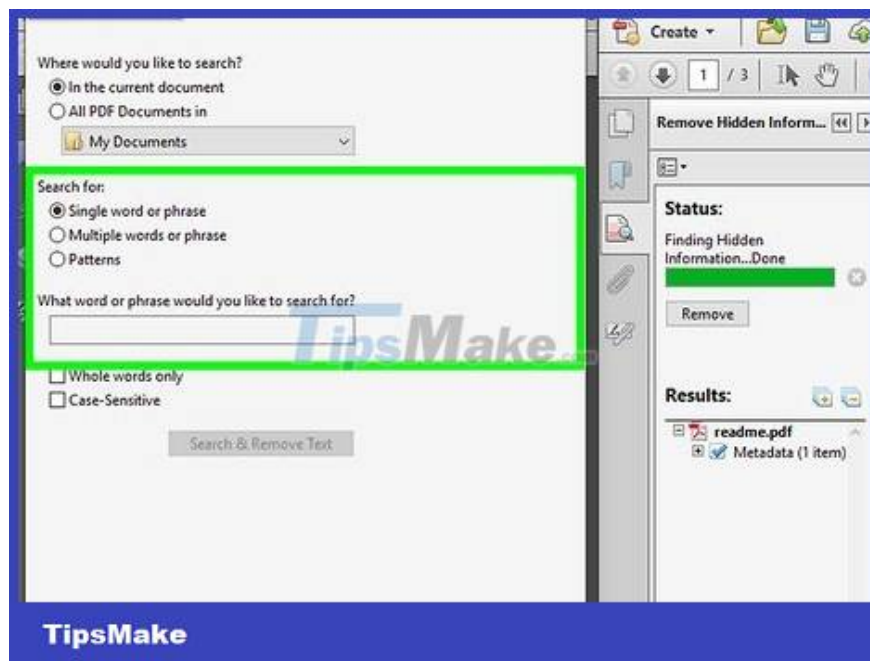 Where would you like to search?
In the current document
All PDF Documents in
My Documents
Search for:
Single word or phrase
Multiple words or phrase
Patterns
What word or phrase would you like to search for?
Whole words only
Case-Sensitive
Search & Remove Text
TipsMake.com
Create
1 / 3
Remove Hidden Inform...
Status:
Finding Hidden
Information...Done
Remove
Results:
readme.pdf
Metadata (1 item)
TipsMake